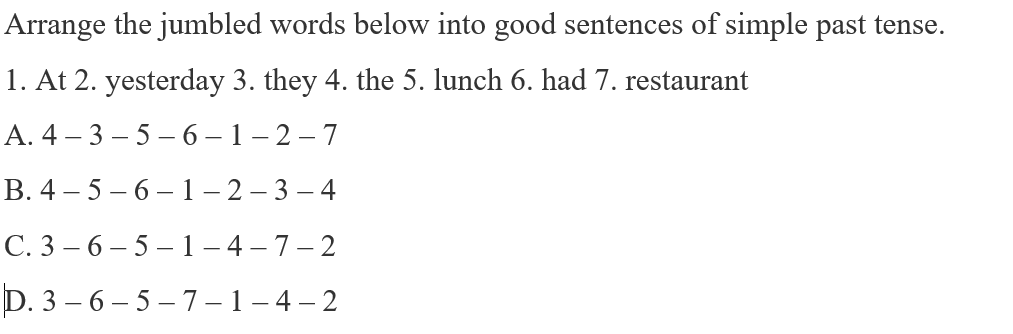 Arrange the jumbled words below into good sentences of simple past tense.
1. At 2. yesterday 3. they 4. the 5. lunch 6. had 7. restaurant
A. 4 – 3 – 5 – 6 – 1 – 2 – 7
B. 4 – 5 – 6 – 1 – 2 – 3 – 4
C. 3 – 6 – 5 – 1 – 4 – 7 – 2
D. 3 – 6 – 5 – 7 – 1 – 4 – 2